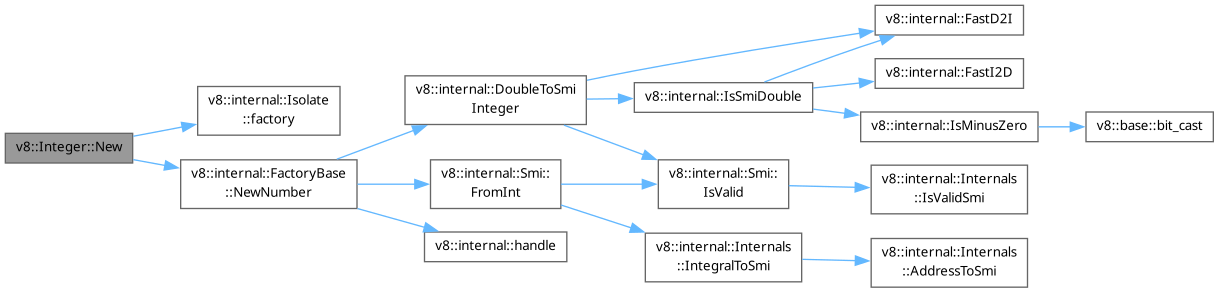 v8::Integer::New
v8::internal::Isolate
::factory
v8::internal::FactoryBase
::NewNumber
v8::internal::DoubleToSmi
Integer
v8::internal::Smi::
FromInt
v8::internal::handle
v8::internal::IsSmiDouble
v8::internal::Smi::
IsValid
v8::internal::Internals
::IntegralToSmi
v8::internal::FastD2I
v8::internal::FastI2D
v8::internal::IsMinusZero
v8::internal::Internals
::IsValidSmi
v8::internal::Internals
::AddressToSmi
v8::base::bit_cast